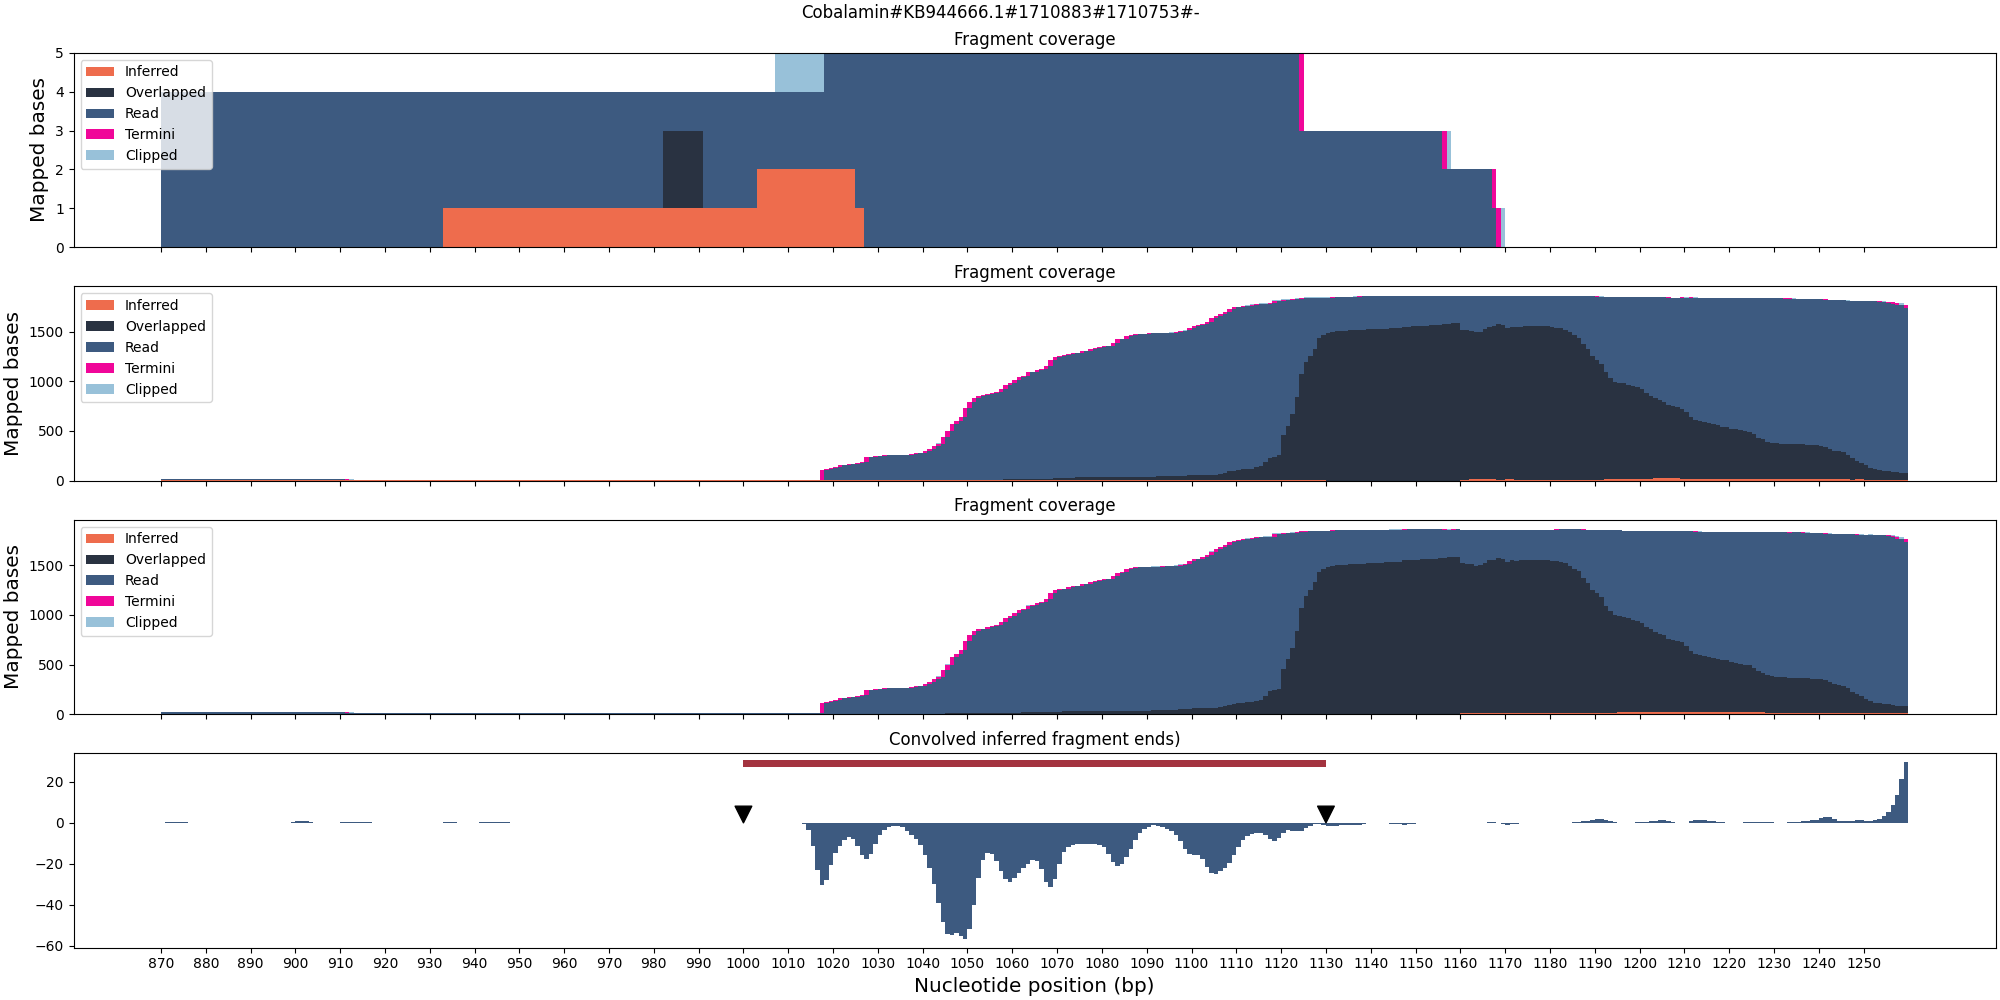 Cobalamin#KB944666.1#1710883#1710753#-
Fragment coverage
Mapped bases
5
4
3
2
1
0
Inferred
Overlapped
Read
Termini
Clipped
Fragment coverage
Mapped bases
1500
1000
500
0
Inferred
Overlapped
Read
Termini
Clipped
Fragment coverage
Mapped bases
1500
1000
500
0
Inferred
Overlapped
Read
Termini
Clipped
Convolved inferred fragment ends)
20
0
−20
−40
−60
870 880 890 900 910 920 930 940 950 960 970 980 990 1000 1010 1020 1030 1040 1050 1060 1070 1080 1090 1100 1110 1120 1130 1140 1150 1160 1170 1180 1190 1200 1210 1220 1230 1240 1250
Nucleotide position (bp)